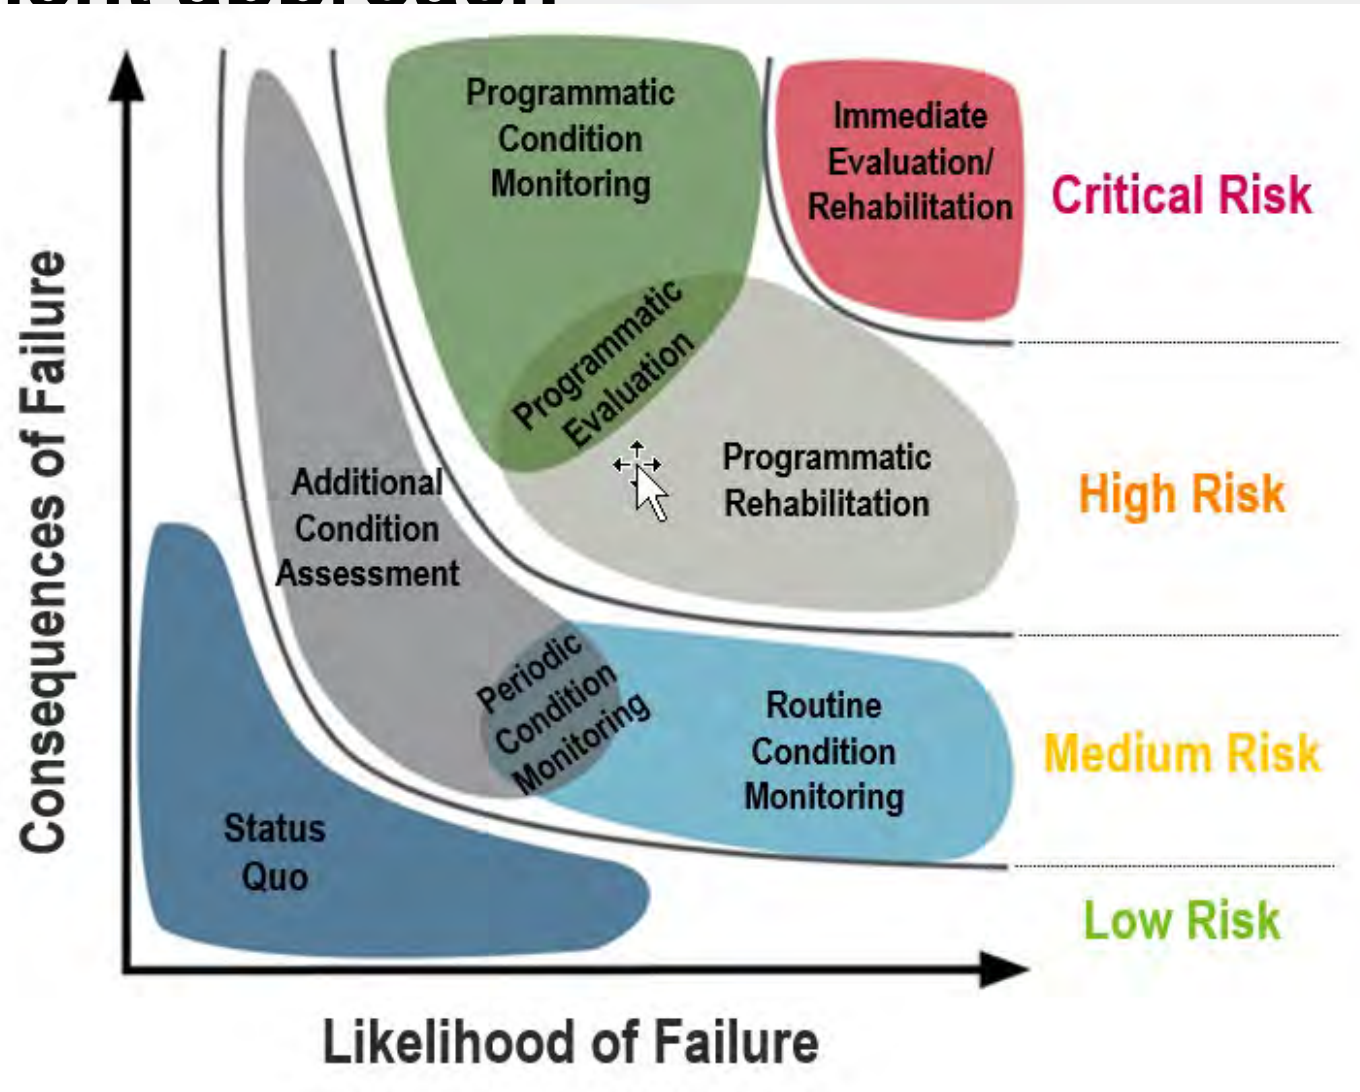 Programmatic
Condition
Monitoring
Immediate
Evaluation/
Rehabilitation
Critical Risk
Programmatic
Evaluation
Programmatic
Rehabilitation
High Risk
Additional
Condition
Assessment
Periodic
Condition
Monitoring
Routine
Condition
Monitoring
Medium Risk
Status
Quo
Low Risk
Consequences of Failure
Likelihood of Failure